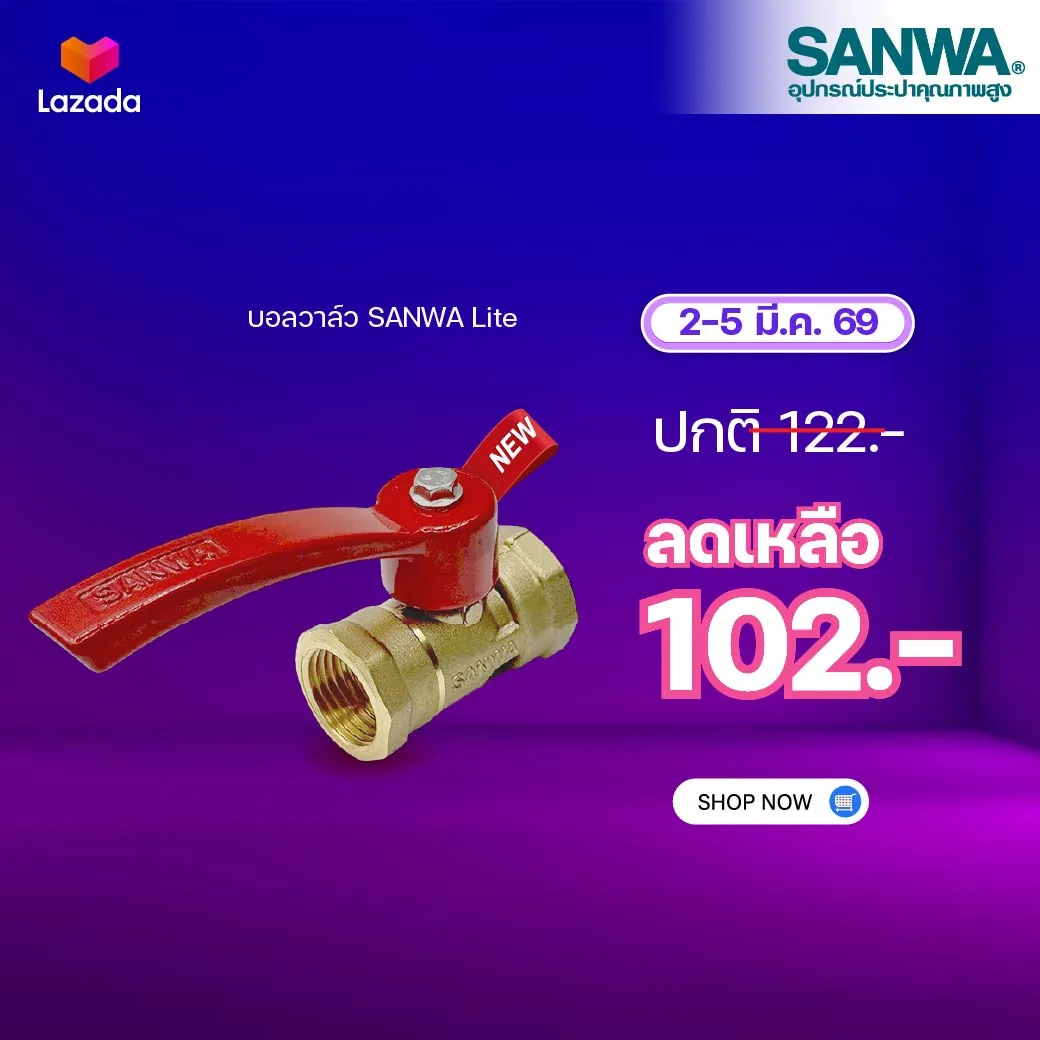 Lazada
SANWA®
อุปกรณ์ประปาคุณภาพสูง
บอลวาล์ว SANWA Lite
2-5 มี.ค. 69
ปกติ 122.-
NEW
SANWA
SANWA
ลดเหลือ
102.-
SHOP NOW